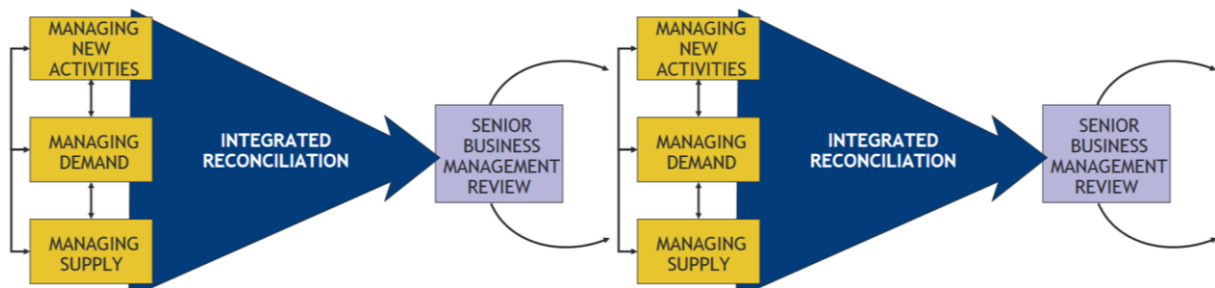 MANAGING
NEW
ACTIVITIES
MANAGING
DEMAND
MANAGING
SUPPLY
INTEGRATED
RECONCILIATION
SENIOR
BUSINESS
MANAGEMENT
REVIEW
MANAGING
NEW
ACTIVITIES
MANAGING
DEMAND
MANAGING
SUPPLY
INTEGRATED
RECONCILIATION
SENIOR
BUSINESS
MANAGEMENT
REVIEW